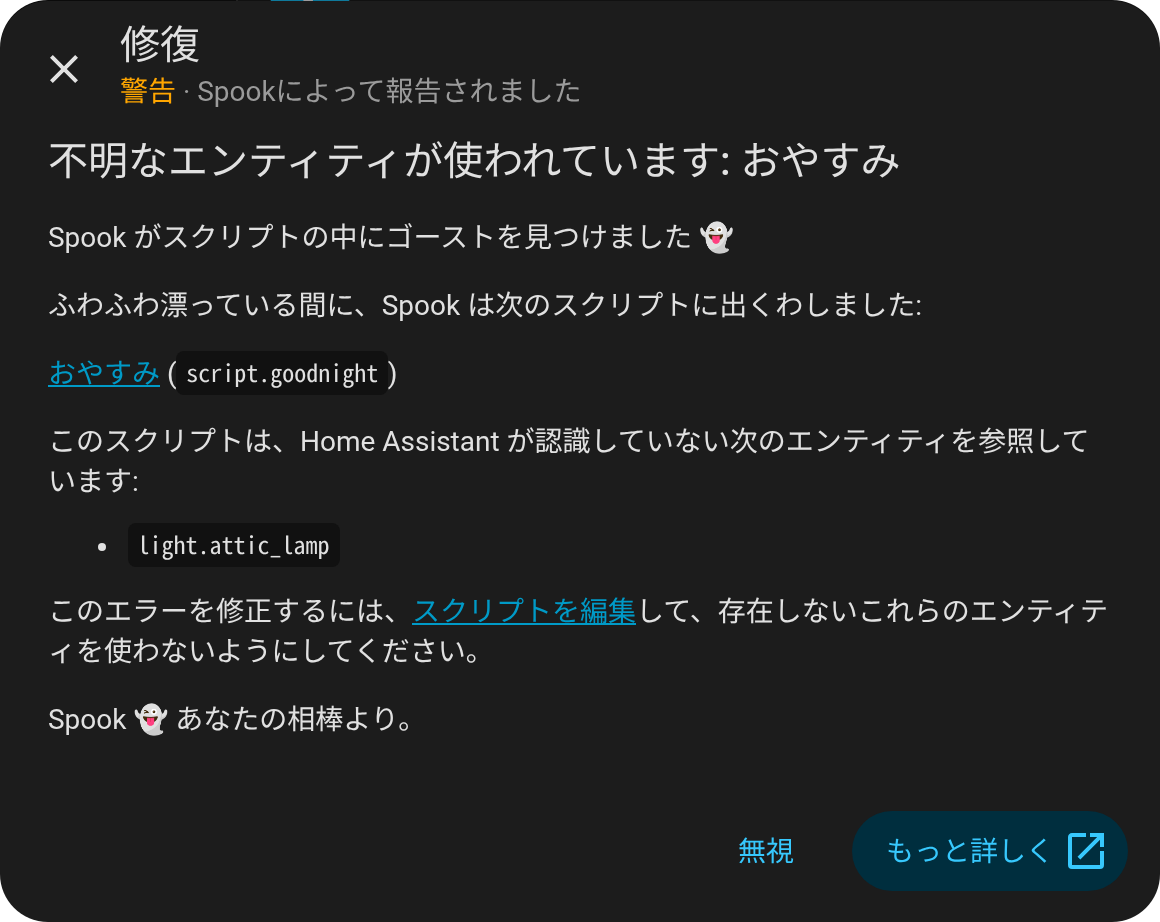 修復
警告 · Spookによって報告されました
不明なエンティティが使われています: おやすみ
Spook がスクリプトの中にゴーストを見つけました 👻
ふわふわ漂っている間に、Spook は次のスクリプトに出くわしました:
おやすみ (script.goodnight)
このスクリプトは、Home Assistant が認識していない次のエンティティを参照して
います:
• light.attic_lamp
このエラーを修正するには、スクリプトを編集して、存在しないこれらのエンティテ
ィを使わないようにしてください。
Spook 👻 あなたの相棒より。
無視
もっと詳しく